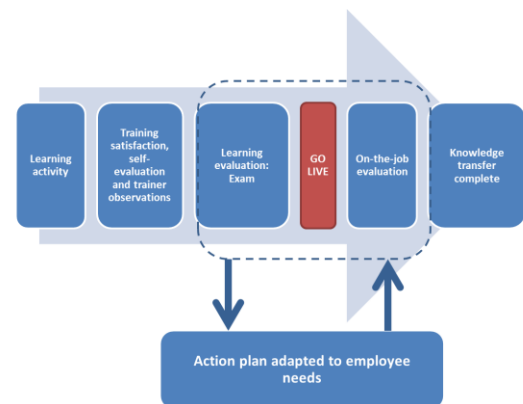 Learning
activity
Training
satisfaction,
self-
evaluation
and trainer
observations
Learning
evaluation:
Exam
GO
LIVE
On-the-job
evaluation
Knowledge
transfer
complete
Action plan adapted to employee
needs